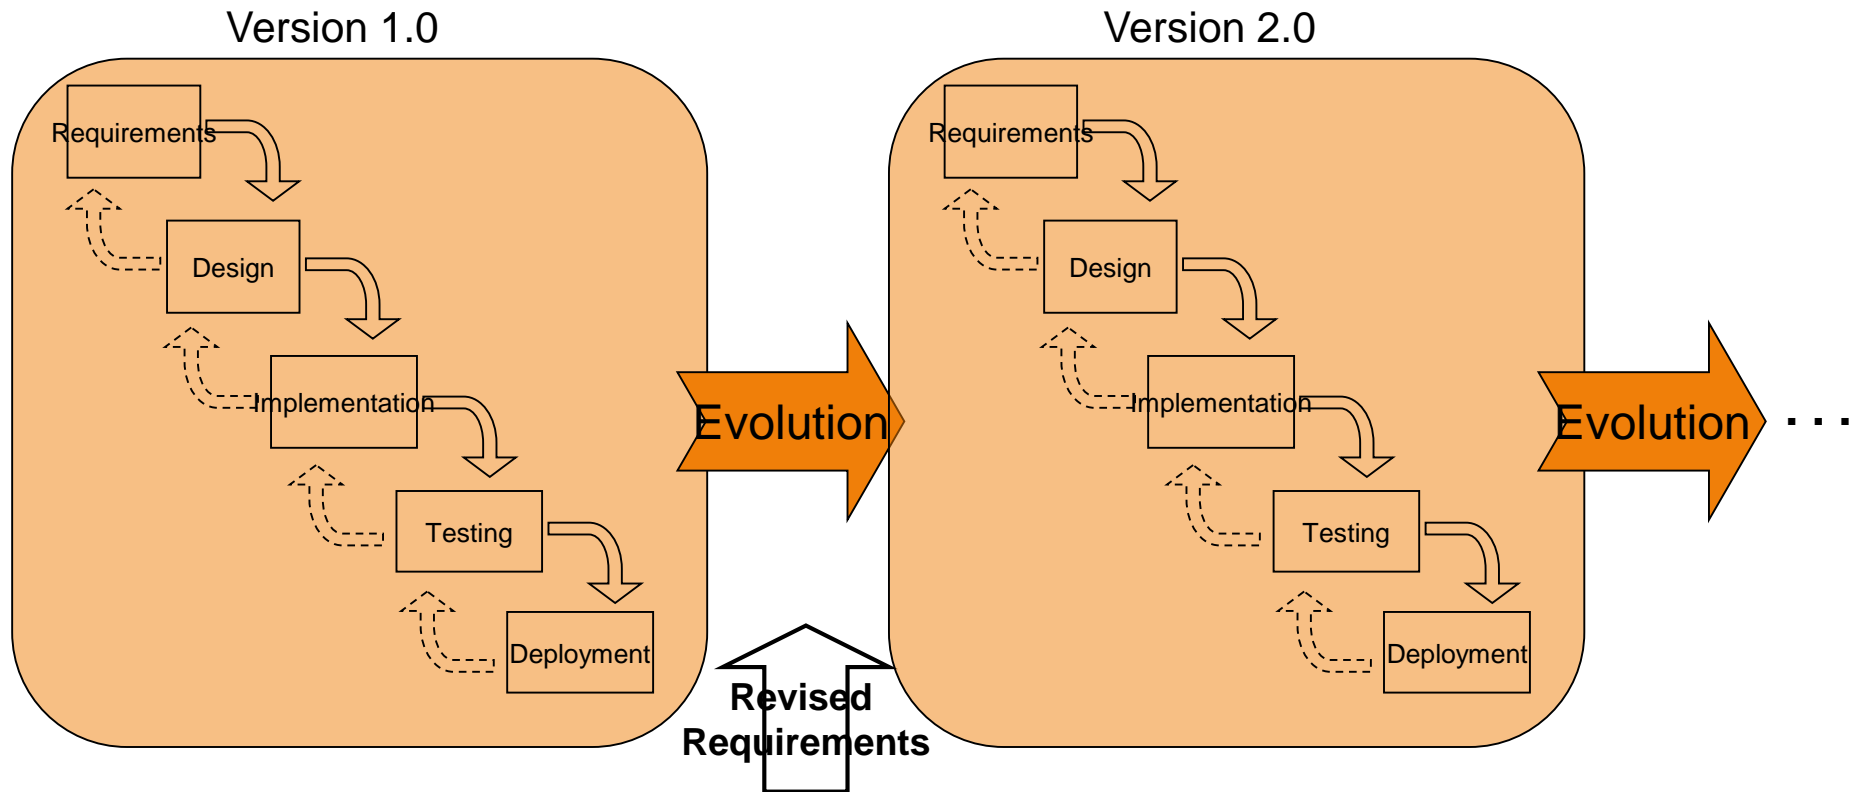 Version 1.0
Requirements
Design
Implementation
Testing
Deployment
Evolution
Revised
Requirements
Version 2.0
Requirements
Design
Implementation
Testing
Deployment
Evolution
. . .